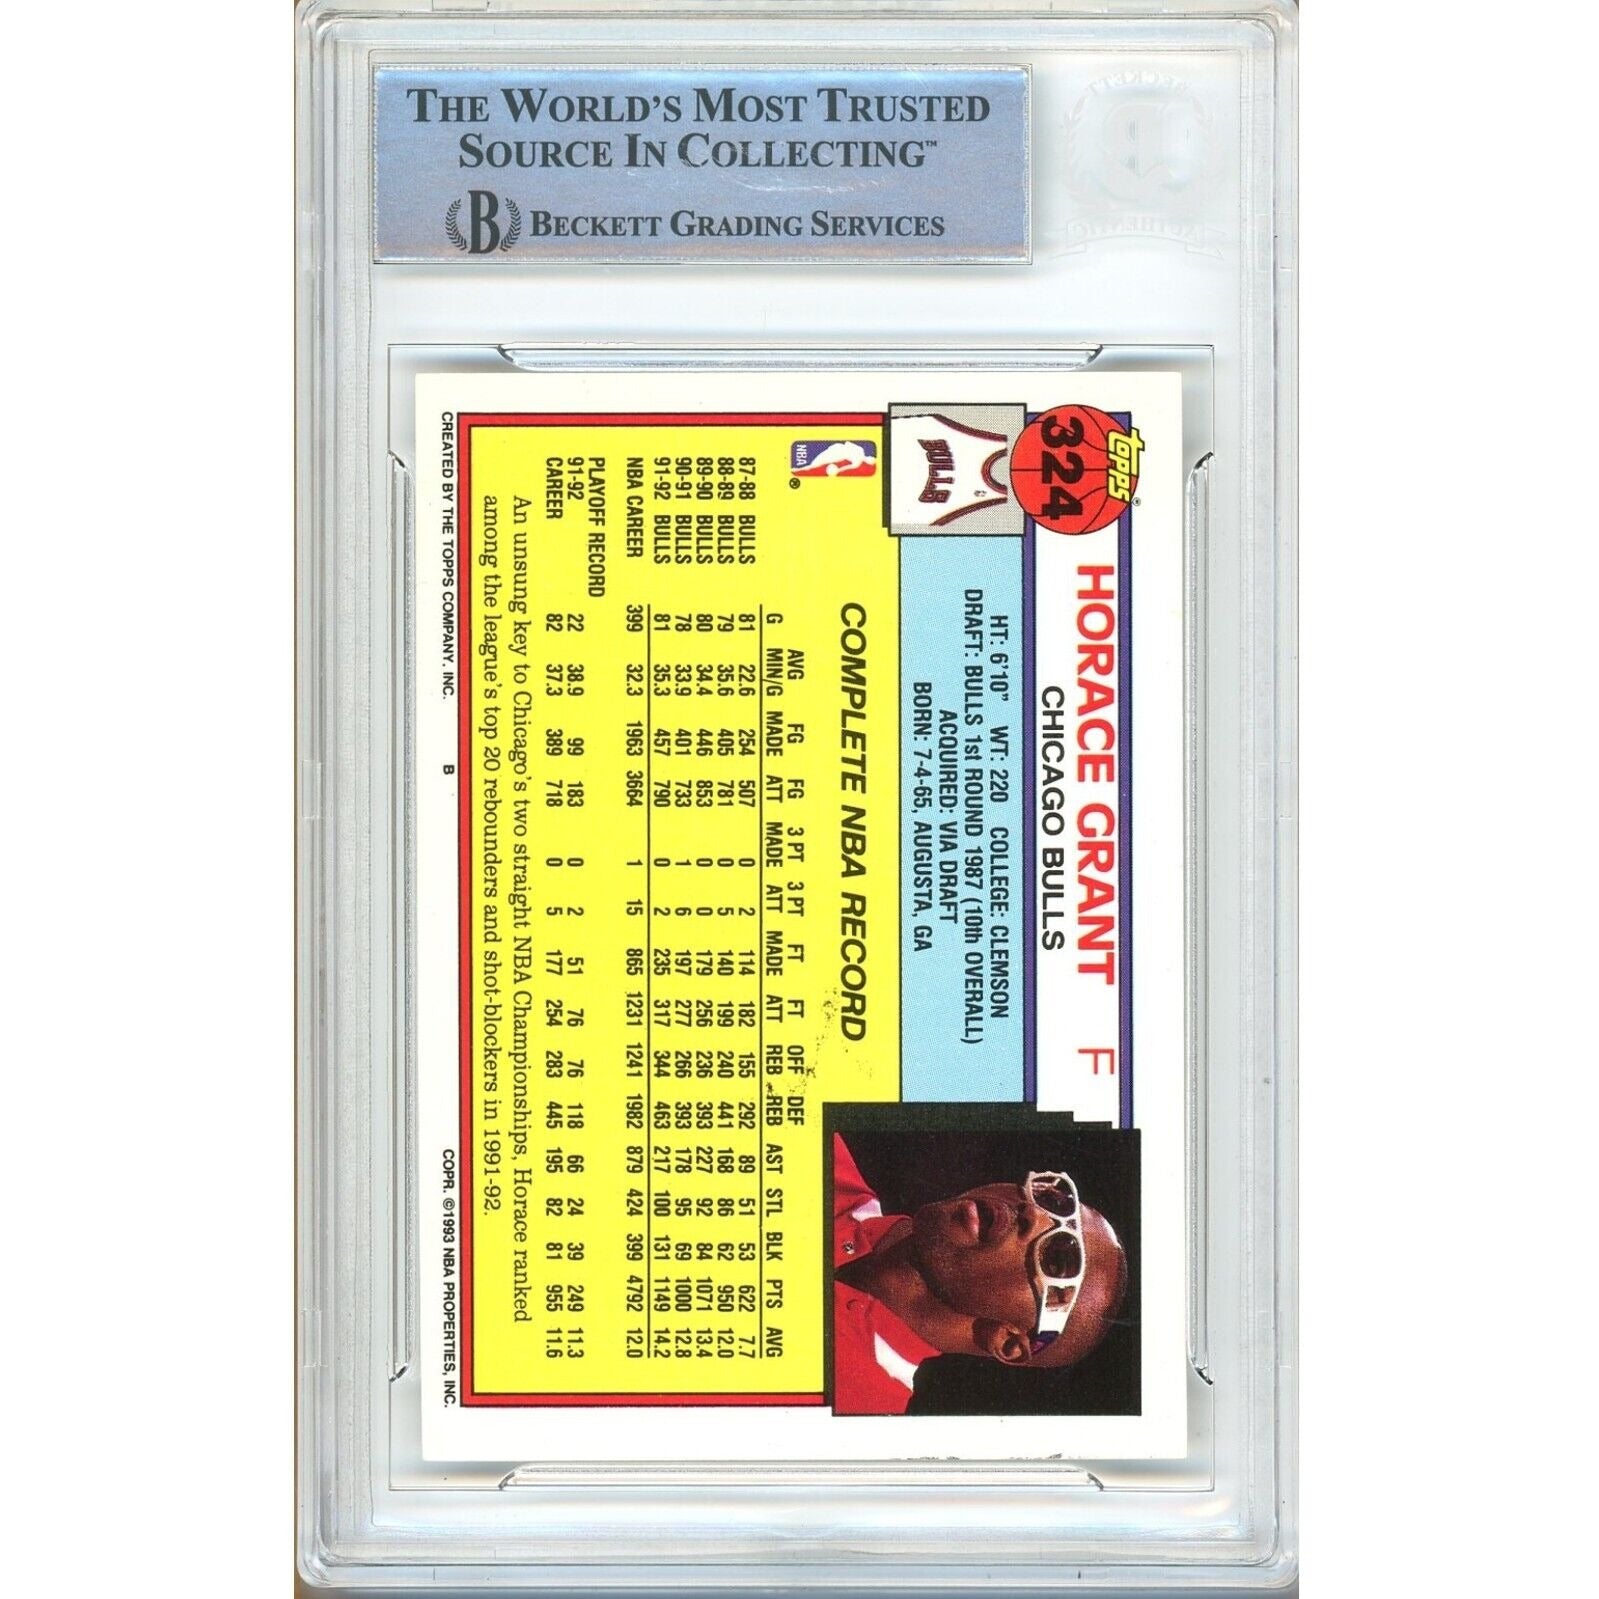 THE WORLD'S MOST TRUSTED
SOURCE IN COLLECTING™
B BECKETT GRADING SERVICES
BECKETT
B
AUTHENTIC
topps®
324
HORACE GRANT F
CHICAGO BULLS
BULLS
HT: 6'10" WT: 220 COLLEGE: CLEMSON
DRAFT: BULLS 1st ROUND 1987 (10th OVERALL)
ACQUIRED: VIA DRAFT
BORN: 7-4-65, AUGUSTA, GA
NBA ®
COMPLETE NBA RECORD
AVG FG FG 3 PT 3 PT FT FT OFF DEF
G MIN/G MADE ATT MADE ATT MADE ATT REB REB AST STL BLK PTS AVG
87-88 BULLS 81 22.6 254 507 0 2 114 182 155 292 89 51 53 622 7.7
88-89 BULLS 79 35.6 405 781 0 5 140 199 240 441 168 86 62 950 12.0
89-90 BULLS 80 34.4 446 853 0 0 179 256 236 393 227 92 84 1071 13.4
90-91 BULLS 78 33.9 401 733 1 6 197 277 266 393 178 95 69 1000 12.8
91-92 BULLS 81 35.3 457 790 0 2 235 317 344 463 217 100 131 1149 14.2
NBA CAREER 399 32.3 1963 3664 1 15 865 1231 1241 1982 879 424 399 4792 12.0
PLAYOFF RECORD
91-92 22 38.9 99 183 0 2 51 76 76 118 66 24 39 249 11.3
CAREER 82 37.3 389 718 0 5 177 254 283 445 195 82 81 955 11.6
An unsung key to Chicago's two straight NBA Championships, Horace ranked
among the league's top 20 rebounders and shot-blockers in 1991-92.
CREATED BY THE TOPPS COMPANY, INC. B COPR. ©1993 NBA PROPERTIES, INC.